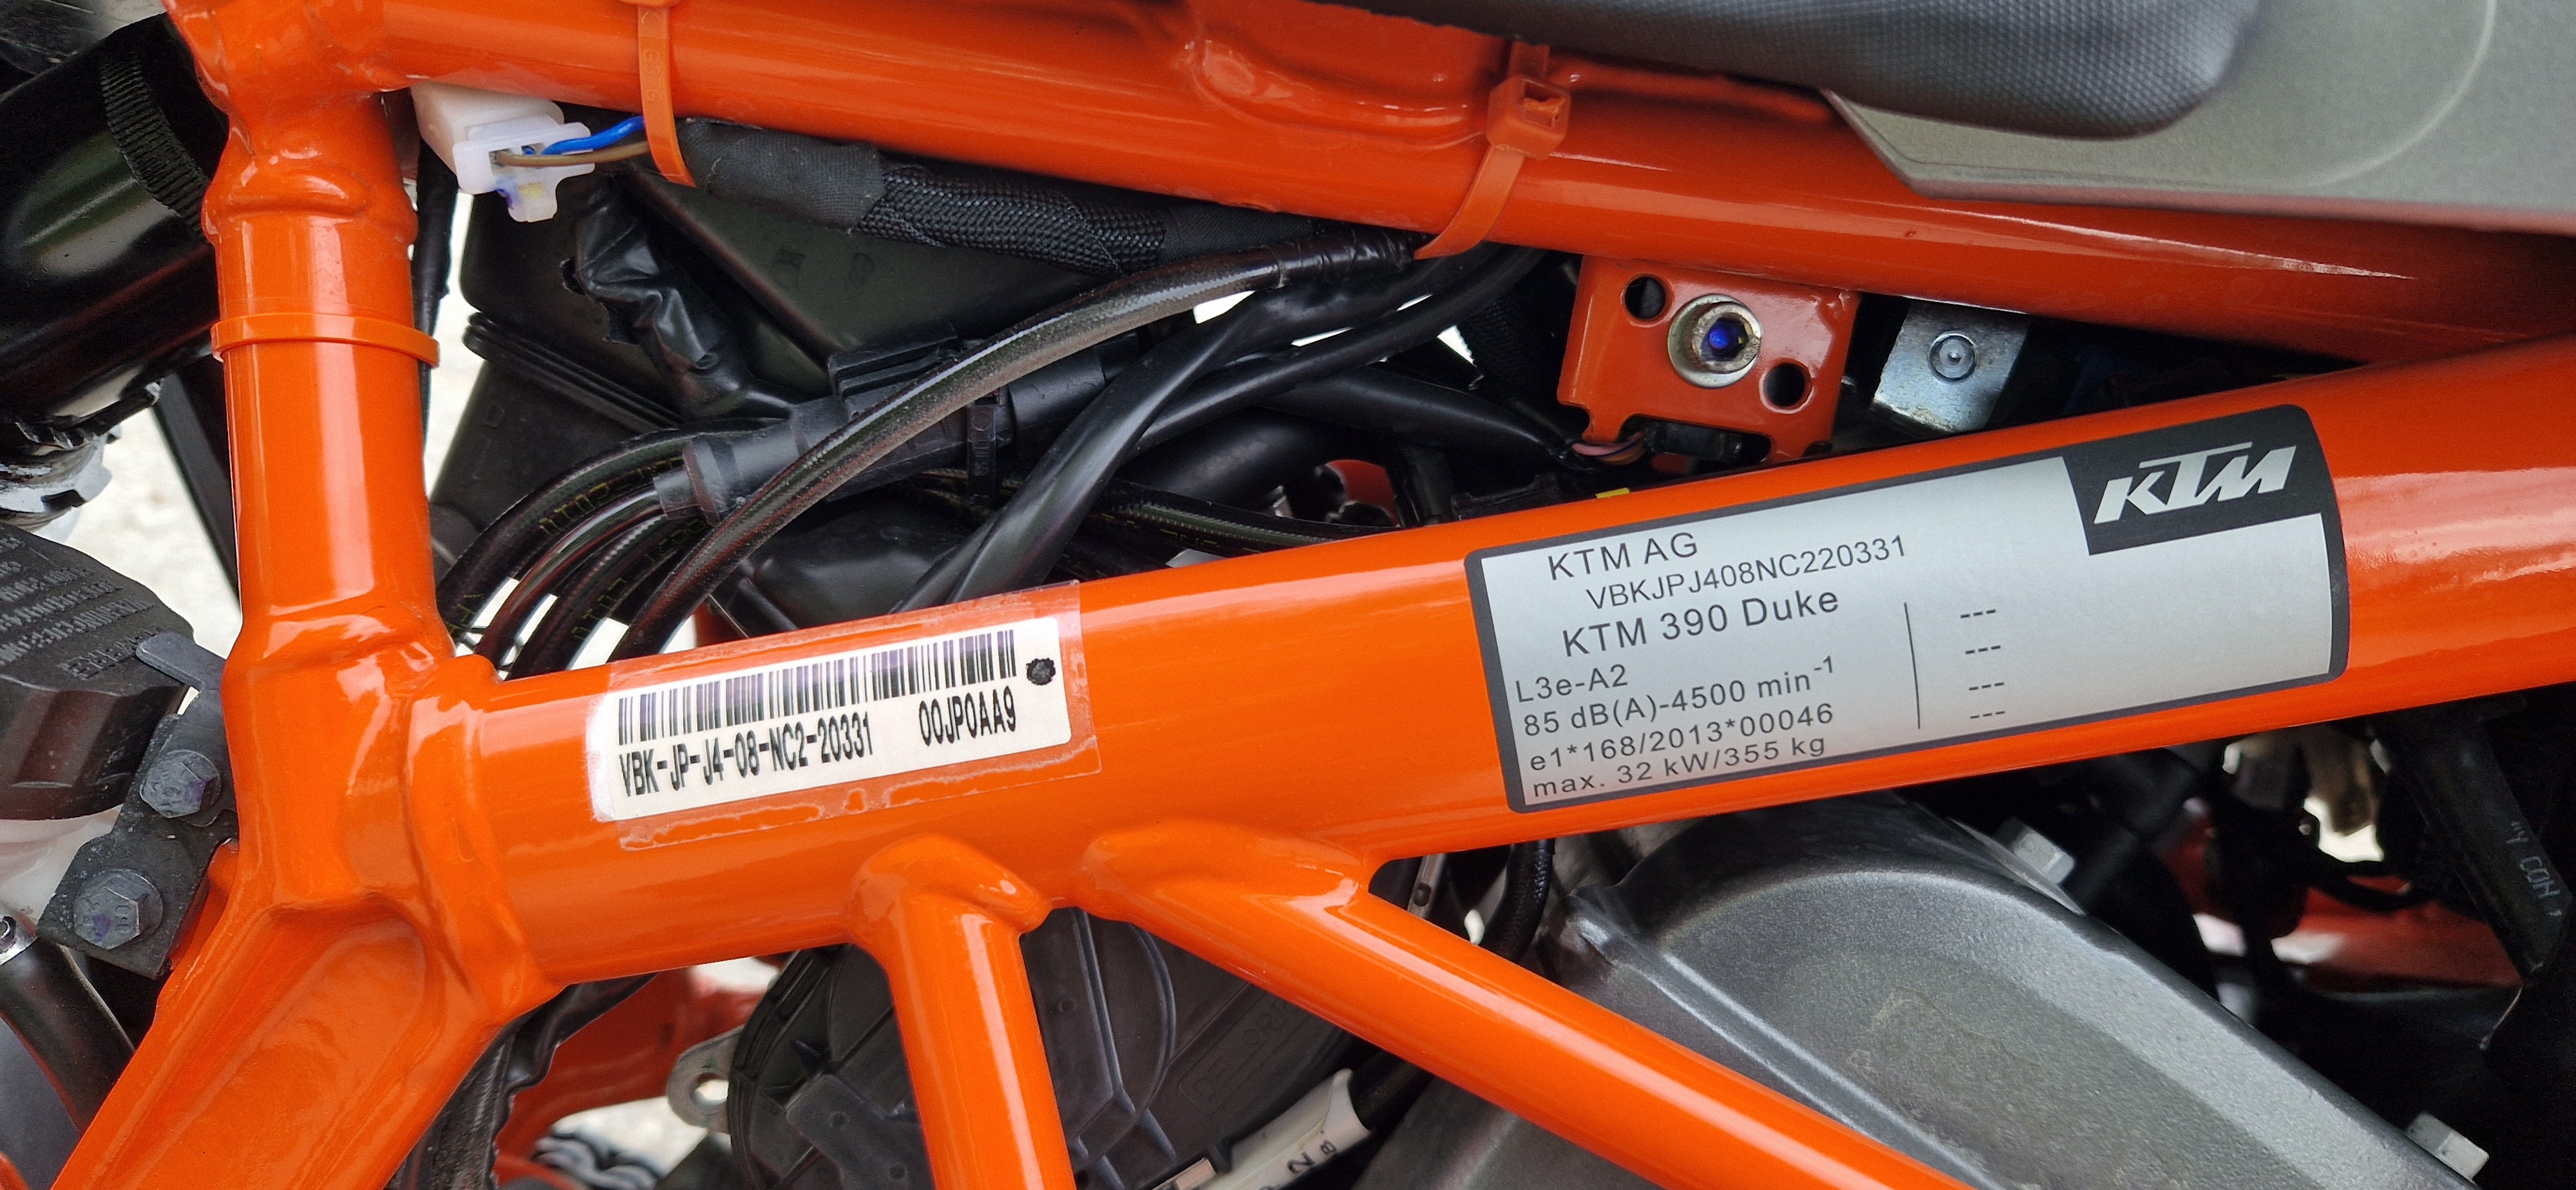 KTM
KTM AG
VBKJPJ408NC220331
KTM 390 Duke
L3e-A2
85 dB(A)-4500 min⁻¹
e1*168/2013*00046
max. 32 kW/355 kg
---
---
---
---
VBK-JP-J4-08-NC2-20331 00JP0AA9